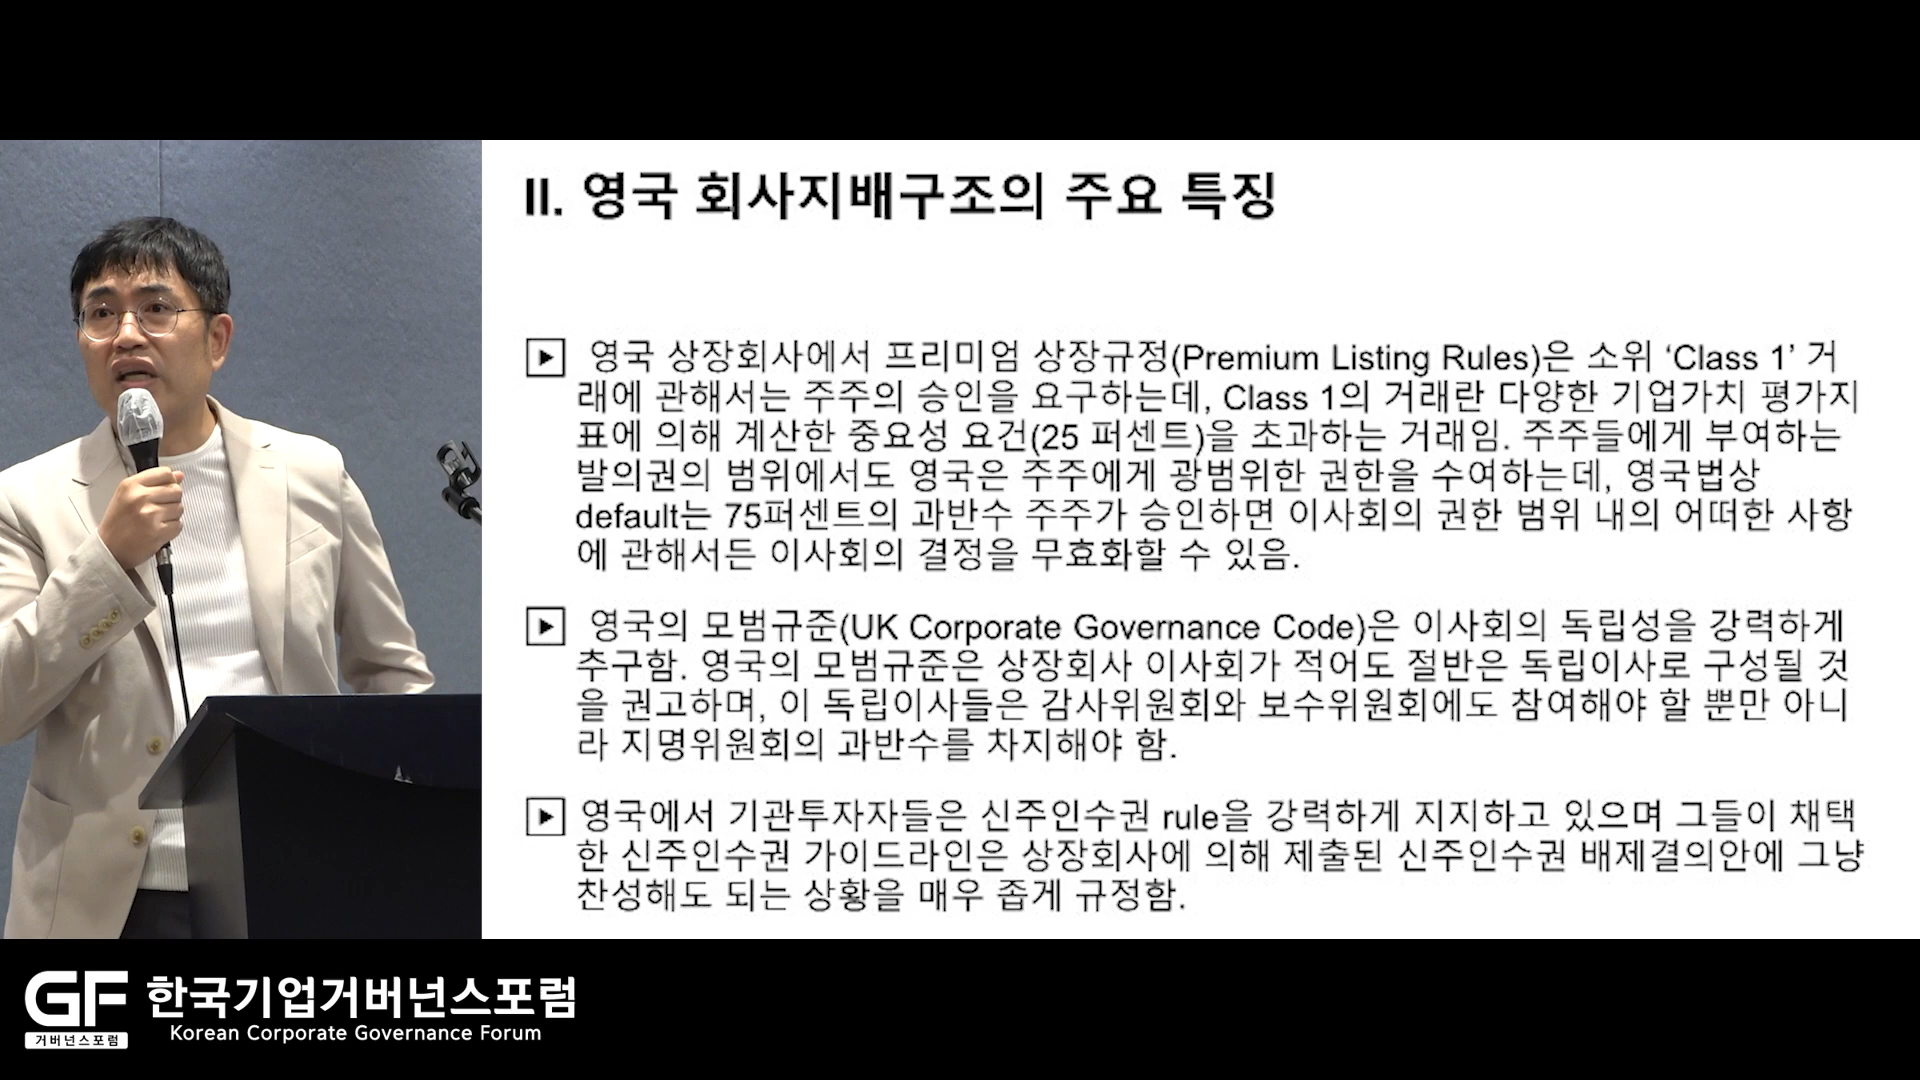 II. 영국 회사지배구조의 주요 특징
영국 상장회사에서 프리미엄 상장규정(Premium Listing Rules)은 소위 ‘Class 1’ 거
래에 관해서는 주주의 승인을 요구하는데, Class 1의 거래란 다양한 기업가치 평가지
표에 의해 계산한 중요성 요건(25 퍼센트)을 초과하는 거래임. 주주들에게 부여하는
발의권의 범위에서도 영국은 주주에게 광범위한 권한을 수여하는데, 영국법상
default는 75퍼센트의 과반수 주주가 승인하면 이사회의 권한 범위 내의 어떠한 사항
에 관해서든 이사회의 결정을 무효화할 수 있음.
영국의 모범규준(UK Corporate Governance Code)은 이사회의 독립성을 강력하게
추구함. 영국의 모범규준은 상장회사 이사회가 적어도 절반은 독립이사로 구성될 것
을 권고하며, 이 독립이사들은 감사위원회와 보수위원회에도 참여해야 할 뿐만 아니
라 지명위원회의 과반수를 차지해야 함.
영국에서 기관투자자들은 신주인수권 rule을 강력하게 지지하고 있으며 그들이 채택
한 신주인수권 가이드라인은 상장회사에 의해 제출된 신주인수권 배제결의안에 그냥
찬성해도 되는 상황을 매우 좁게 규정함.
GF 한국기업거버넌스포럼
거버넌스포럼 Korean Corporate Governance Forum